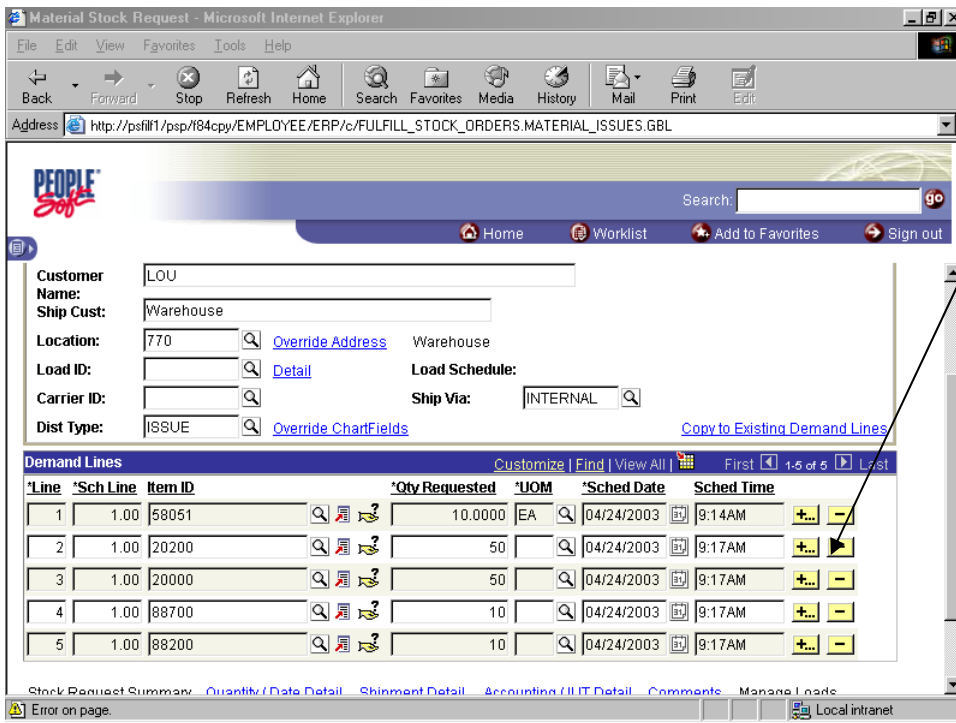 Material Stock Request - Microsoft Internet Explorer
File Edit View Favorites Tools Help
Back Forward Stop Refresh Home Search Favorites Media History Mail Print Edit
Address http://psfilf1/psp/f84cpy/EMPLOYEE/ERP/c/FULFILL_STOCK_ORDERS.MATERIAL_ISSUES.GBL
PEOPLE
Soft
Search: go
Home Worklist Add to Favorites Sign out
Customer Name: LOU
Ship Cust: Warehouse
Location: 770 Override Address Warehouse
Load ID: Detail Load Schedule:
Carrier ID: Ship Via: INTERNAL
Dist Type: ISSUE Override ChartFields Copy to Existing Demand Lines
Demand Lines Customize | Find | View All | First 1-5 of 5 Last
*Line *Sch Line Item ID *Qty Requested *UOM *Sched Date Sched Time
1 1.00 58051 10.0000 EA 04/24/2003 9:14AM +... −
2 1.00 20200 50 04/24/2003 9:17AM +...
3 1.00 20000 50 04/24/2003 9:17AM +... −
4 1.00 88700 10 04/24/2003 9:17AM +... −
5 1.00 88200 10 04/24/2003 9:17AM +... −
Stock Request Summary Quantity / Date Detail Shipment Detail Accounting / IUT Detail Comments Manage Loads
Error on page. Local intranet